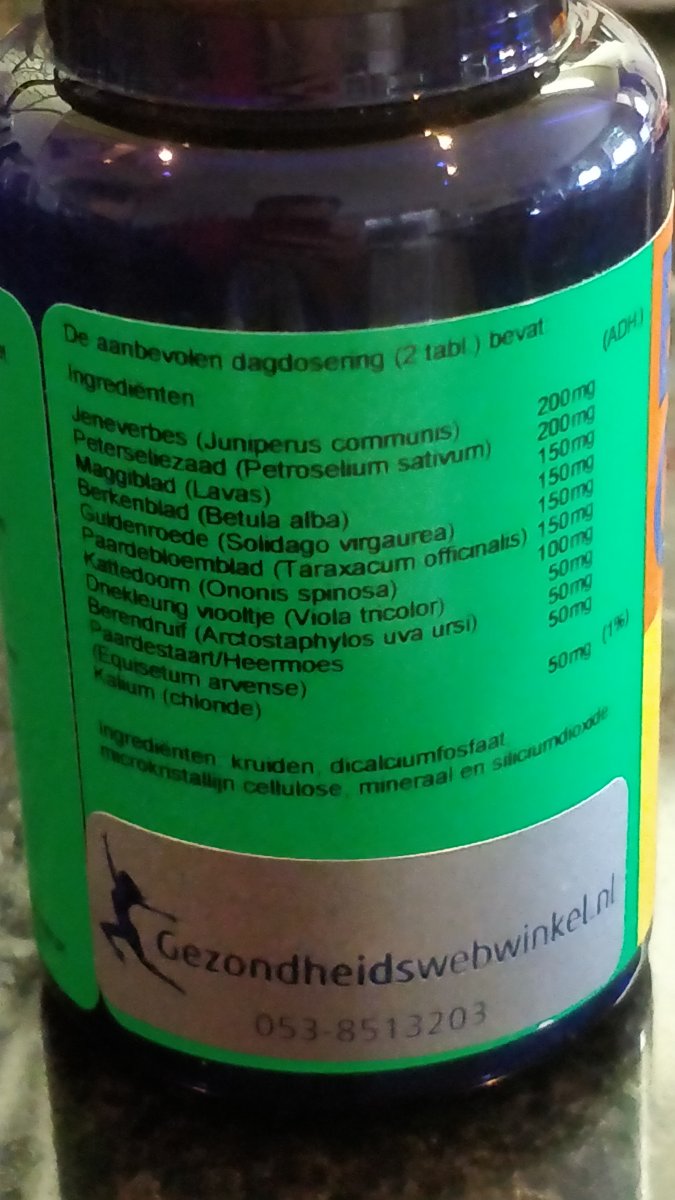 De aanbevolen dagdosering (2 tabl.) bevat (ADH.)
Ingrediënten
Jeneverbes (Juniperus communis) 200mg
Peterseliezaad (Petroselium sativum) 200mg
Maggiblad (Lavas) 150mg
Berkenblad (Betula alba) 150mg
Guldenroede (Solidago virgaurea) 150mg
Paardebloemblad (Taraxacum officinalis) 150mg
Kattedoorn (Ononis spinosa) 100mg
Driekleurig viooltje (Viola tricolor) 50mg
Berendruif (Arctostaphylos uva ursi) 50mg
Paardestaart/Heermoes 50mg
(Equisetum arvense)
Kalium (chloride) 50mg (1%)
Ingrediënten: kruiden, dicalciumfosfaat,
microkristallijn cellulose, mineraal en siliciumdioxide
Gezondheidswebwinkel.nl
053-8513203